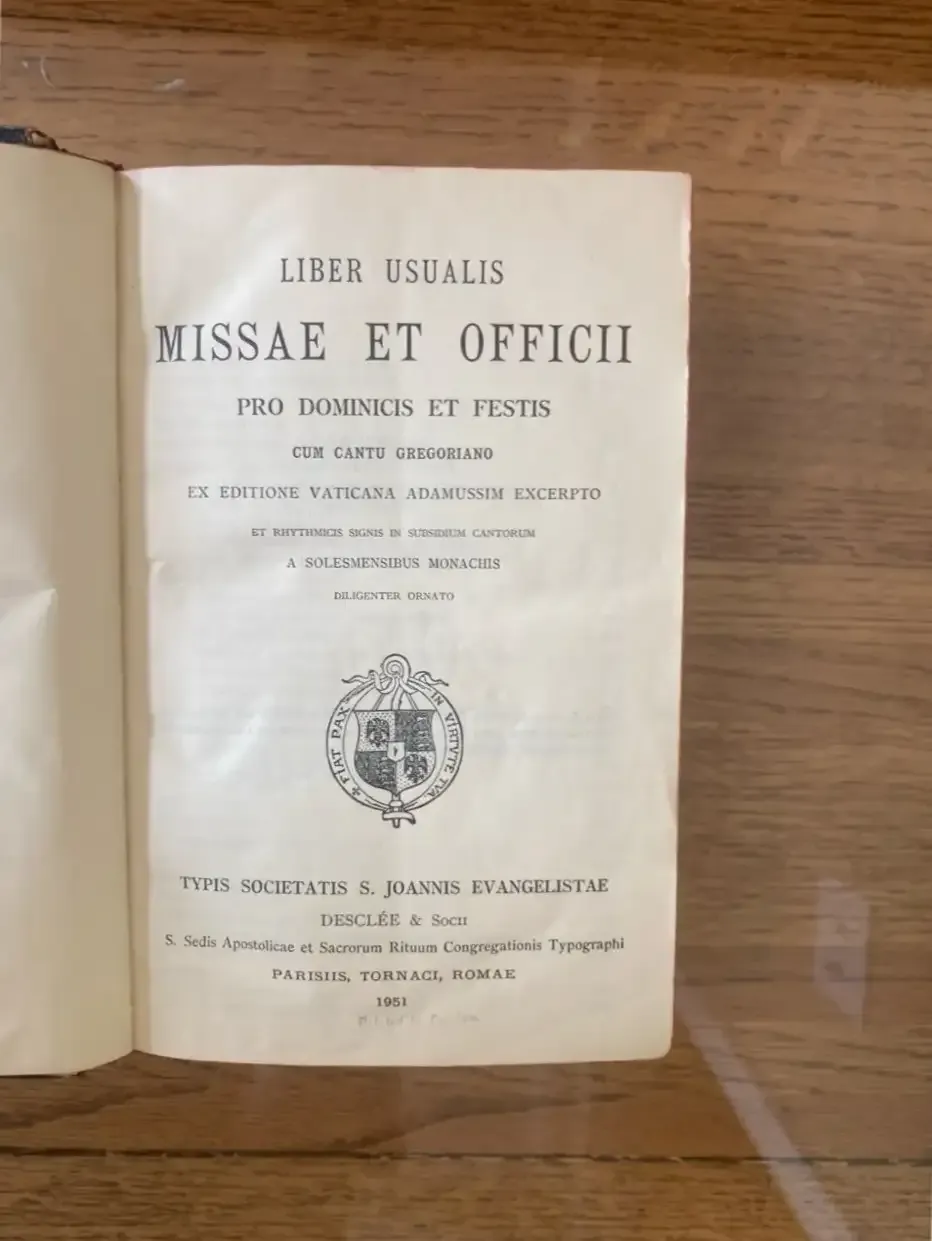 LIBER USUALIS
MISSAE ET OFFICII
PRO DOMINICIS ET FESTIS
CUM CANTU GREGORIANO
EX EDITIONE VATICANA ADAMUSSIM EXCERPTO
ET RHYTHMICIS SIGNIS IN SUBSIDIUM CANTORUM
A SOLESMENSIBUS MONACHIS
DILIGENTER ORNATO
✠ FIAT PAX IN VIRTVTE TVA.
TYPIS SOCIETATIS S. JOANNIS EVANGELISTAE
DESCLÉE & Socii
S. Sedis Apostolicae et Sacrorum Rituum Congregationis Typographi
PARISIIS, TORNACI, ROMAE
1951